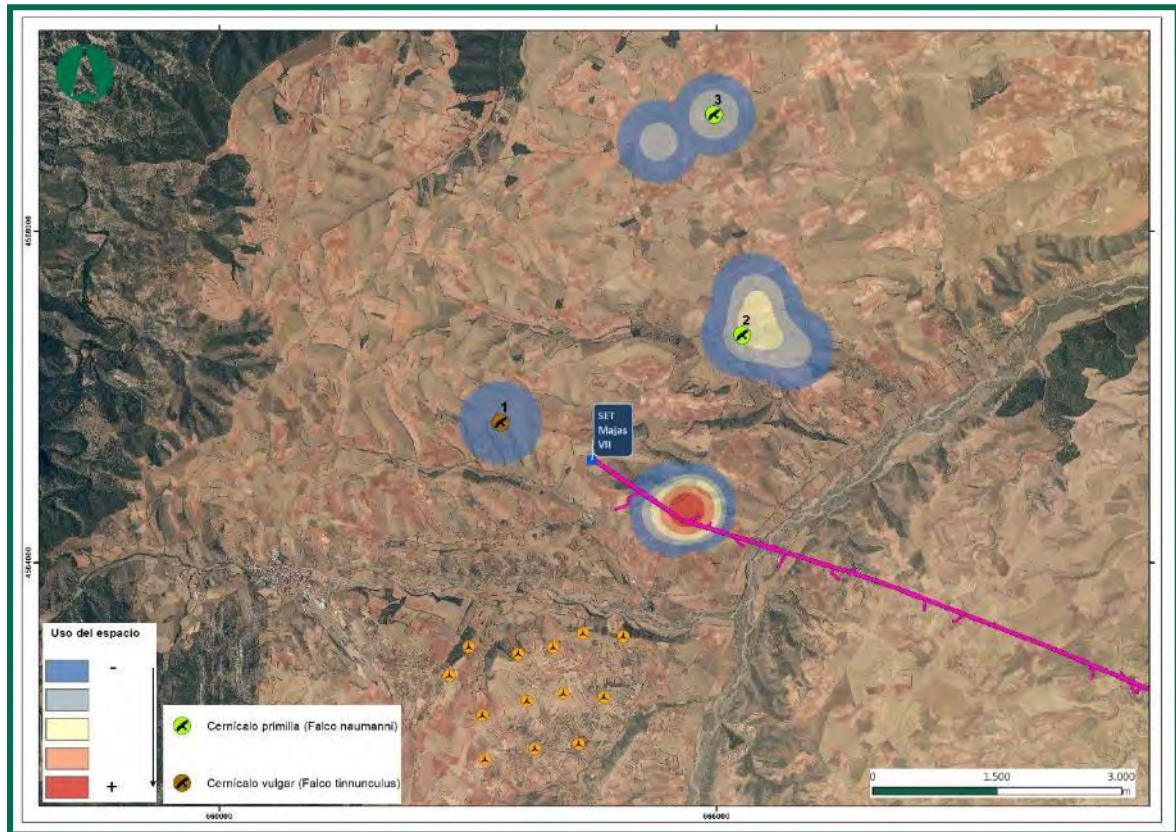 3
2
1
SET
Majas
VII
4564000
Uso del espacio
-
+
Cernícalo primilla (Falco naumanni)
Cernícalo vulgar (Falco tinnunculus)
0
1.500
3.000
m
666000